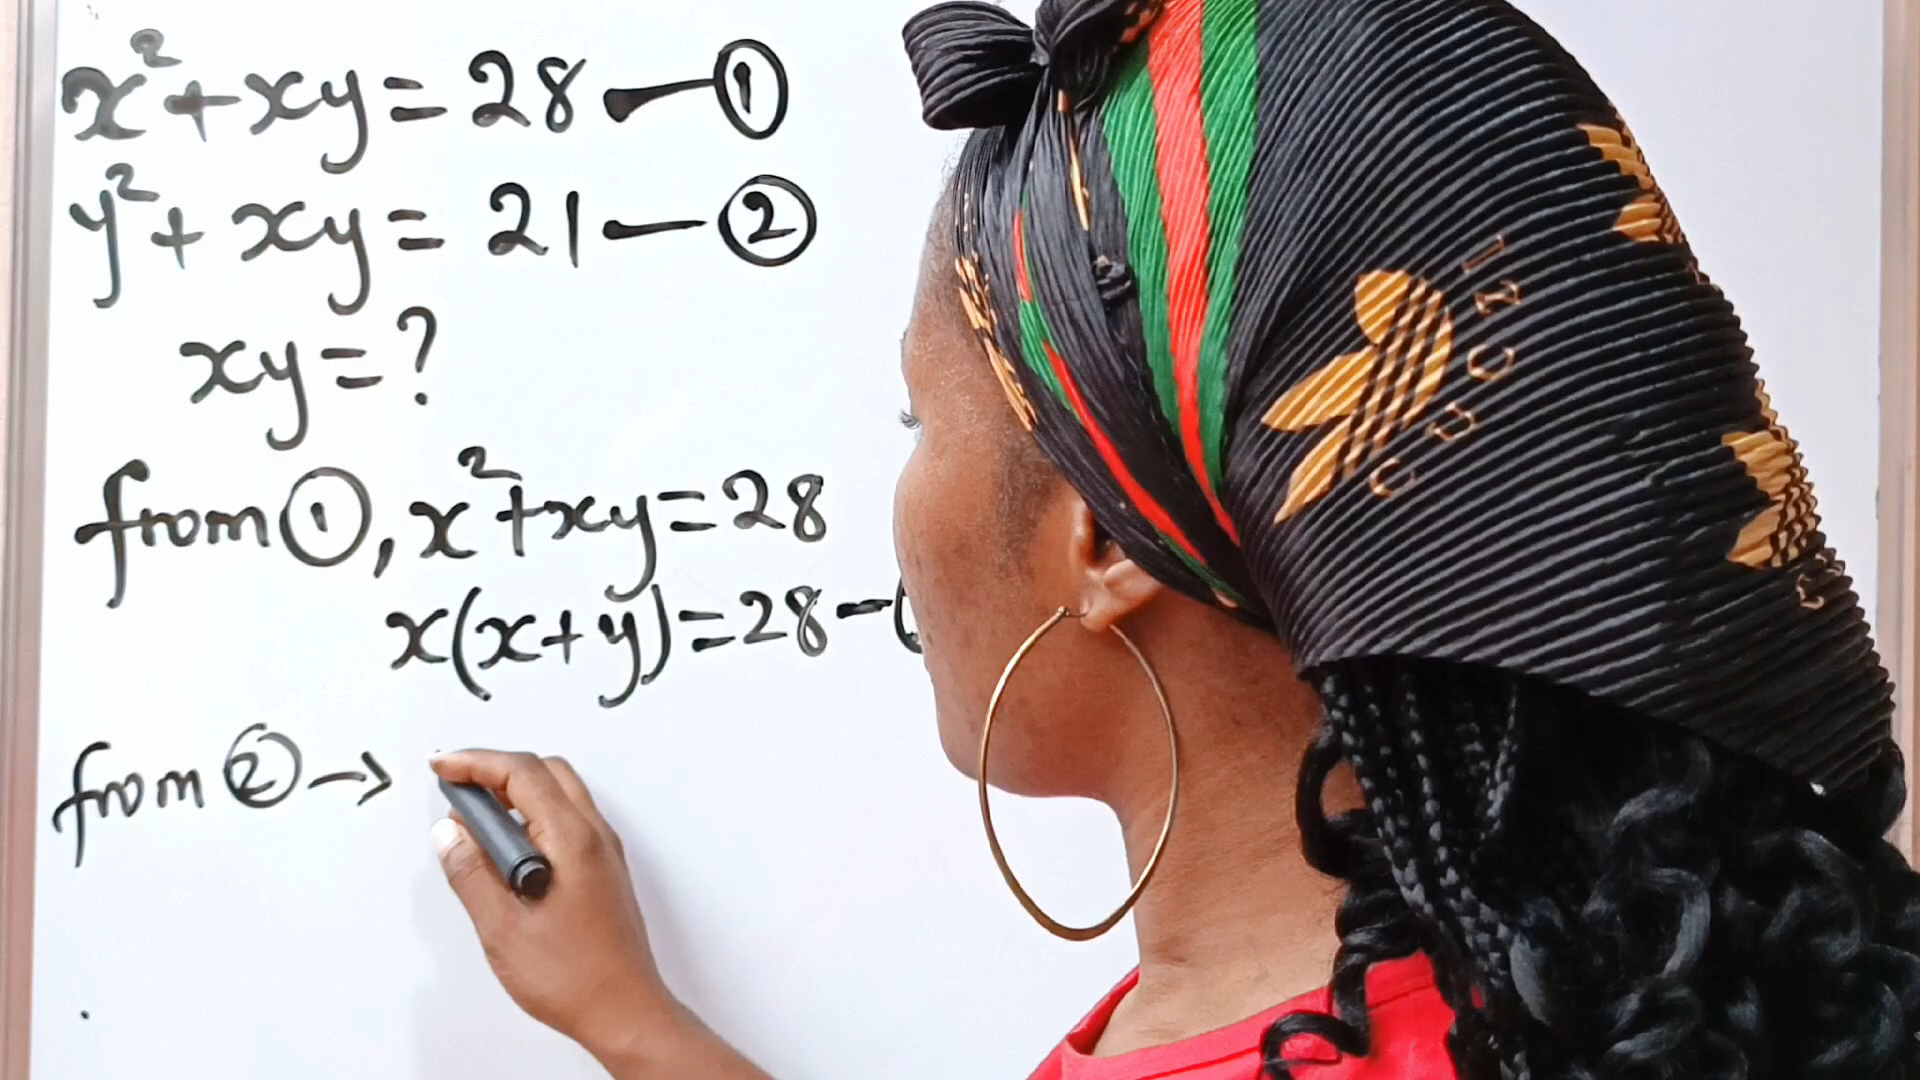 x²+xy=28—①
y²+xy=21—②
xy=?
from①, x²+xy=28
x(x+y)=28-
from②→